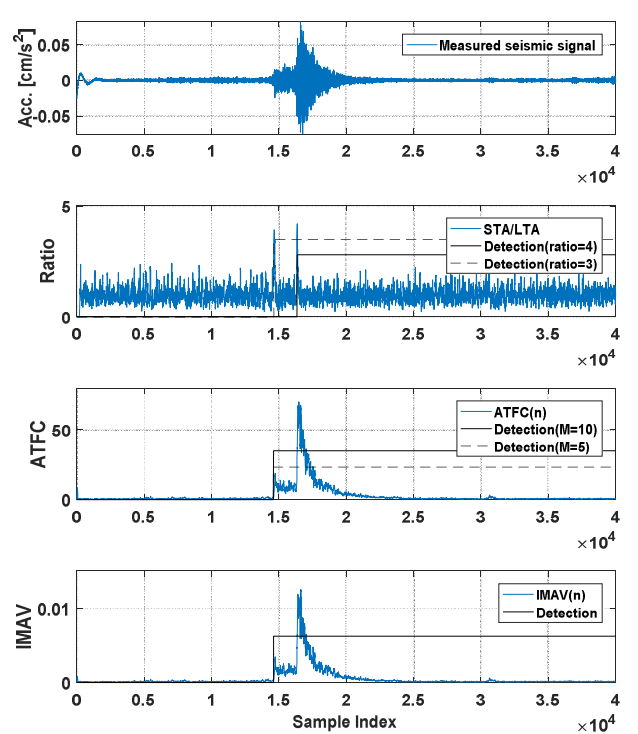 Acc. [cm/s²]
0.05
0
-0.05
Measured seismic signal
0 0.5 1 1.5 2 2.5 3 3.5 4
×10⁴
Ratio
5
0
STA/LTA
Detection(ratio=4)
Detection(ratio=3)
0 0.5 1 1.5 2 2.5 3 3.5 4
×10⁴
ATFC
50
0
ATFC(n)
Detection(M=10)
Detection(M=5)
0 0.5 1 1.5 2 2.5 3 3.5 4
×10⁴
IMAV
0.01
0
IMAV(n)
Detection
0 0.5 1 1.5 2 2.5 3 3.5 4
Sample Index
×10⁴